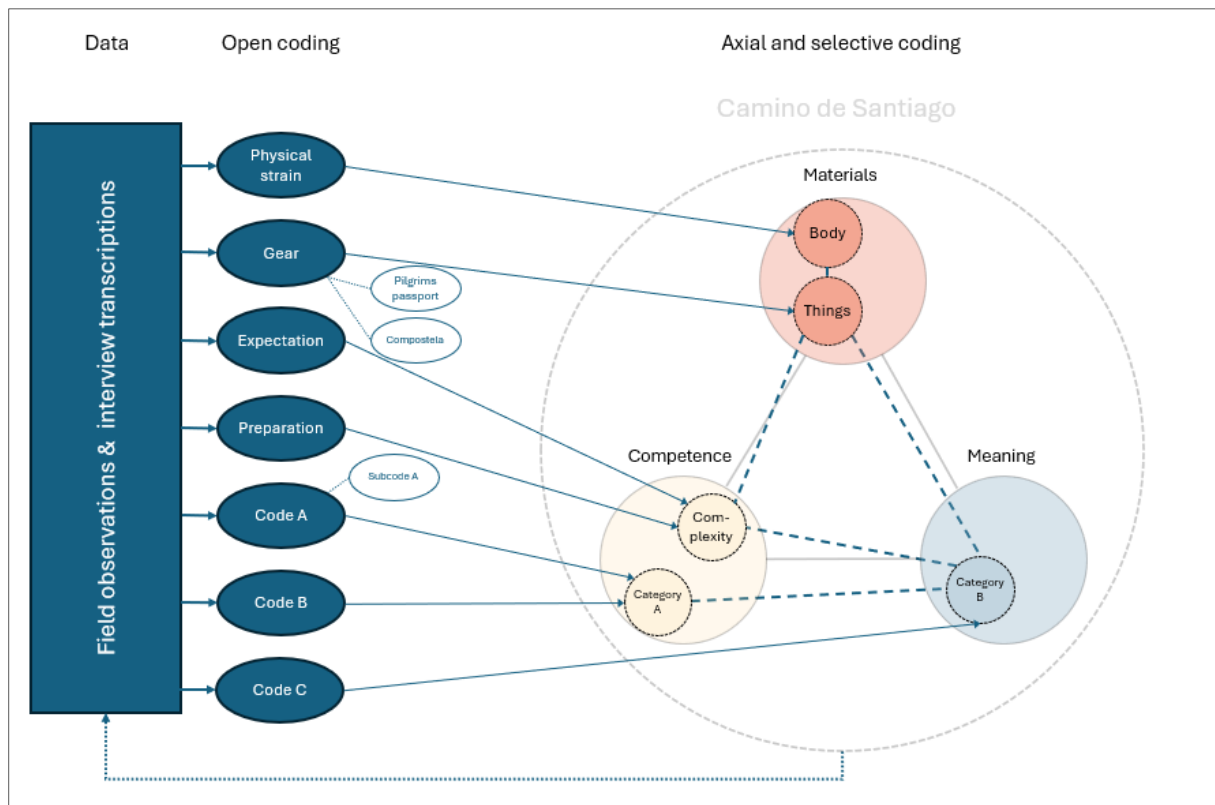 Data
Open coding
Axial and selective coding
Camino de Santiago
Field observations & interview transcriptions
Physical
strain
Gear
Pilgrims
passport
Compostela
Expectation
Preparation
Subcode A
Code A
Code B
Code C
Materials
Body
Things
Competence
Com-
plexity
Category
A
Meaning
Category
B